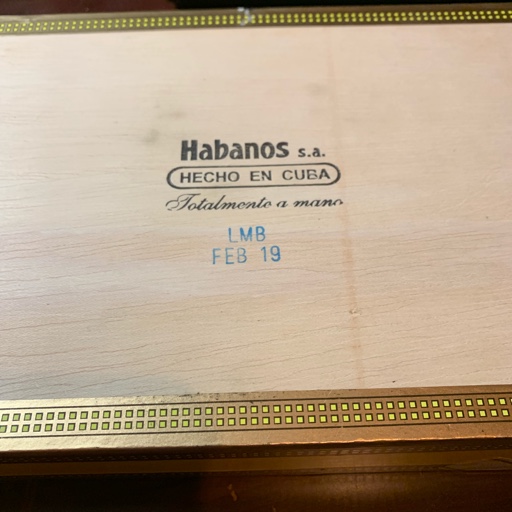 Habanos s.a.
HECHO EN CUBA
Totalmente a mano
LMB
FEB 19